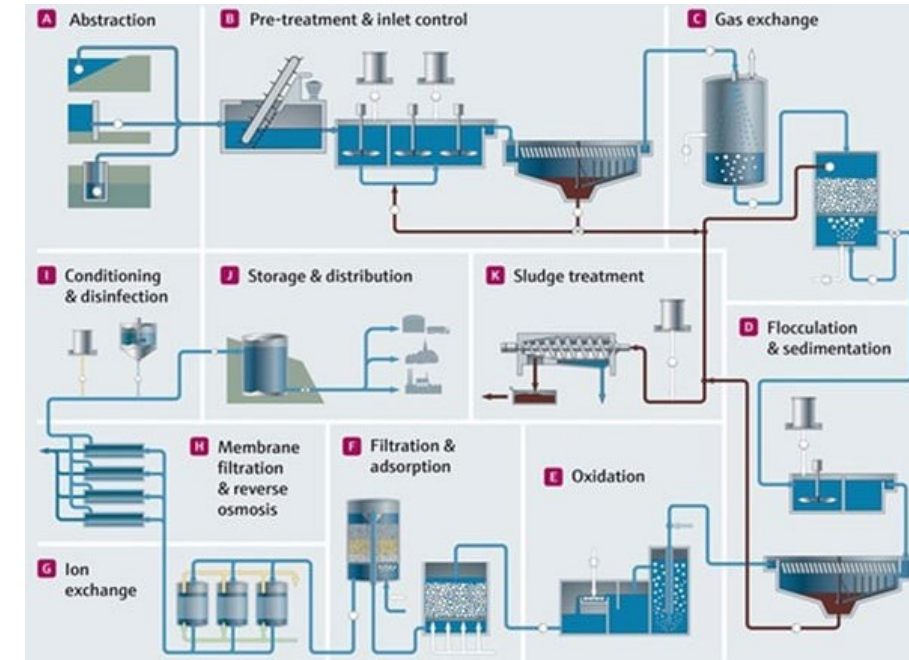 A Abstraction
B Pre-treatment & inlet control
C Gas exchange
I Conditioning
& disinfection
J Storage & distribution
K Sludge treatment
D Flocculation
& sedimentation
H Membrane
filtration
& reverse
osmosis
F Filtration &
adsorption
E Oxidation
G Ion
exchange